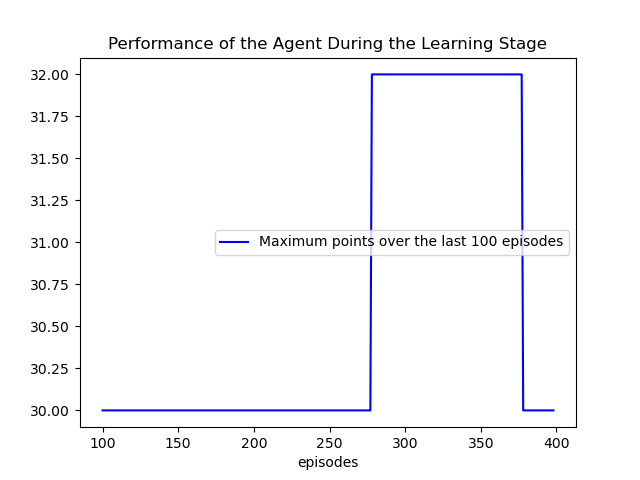 Performance of the Agent During the Learning Stage
32.00
31.75
31.50
31.25
31.00
30.75
30.50
30.25
30.00
Maximum points over the last 100 episodes
100 150 200 250 300 350 400
episodes